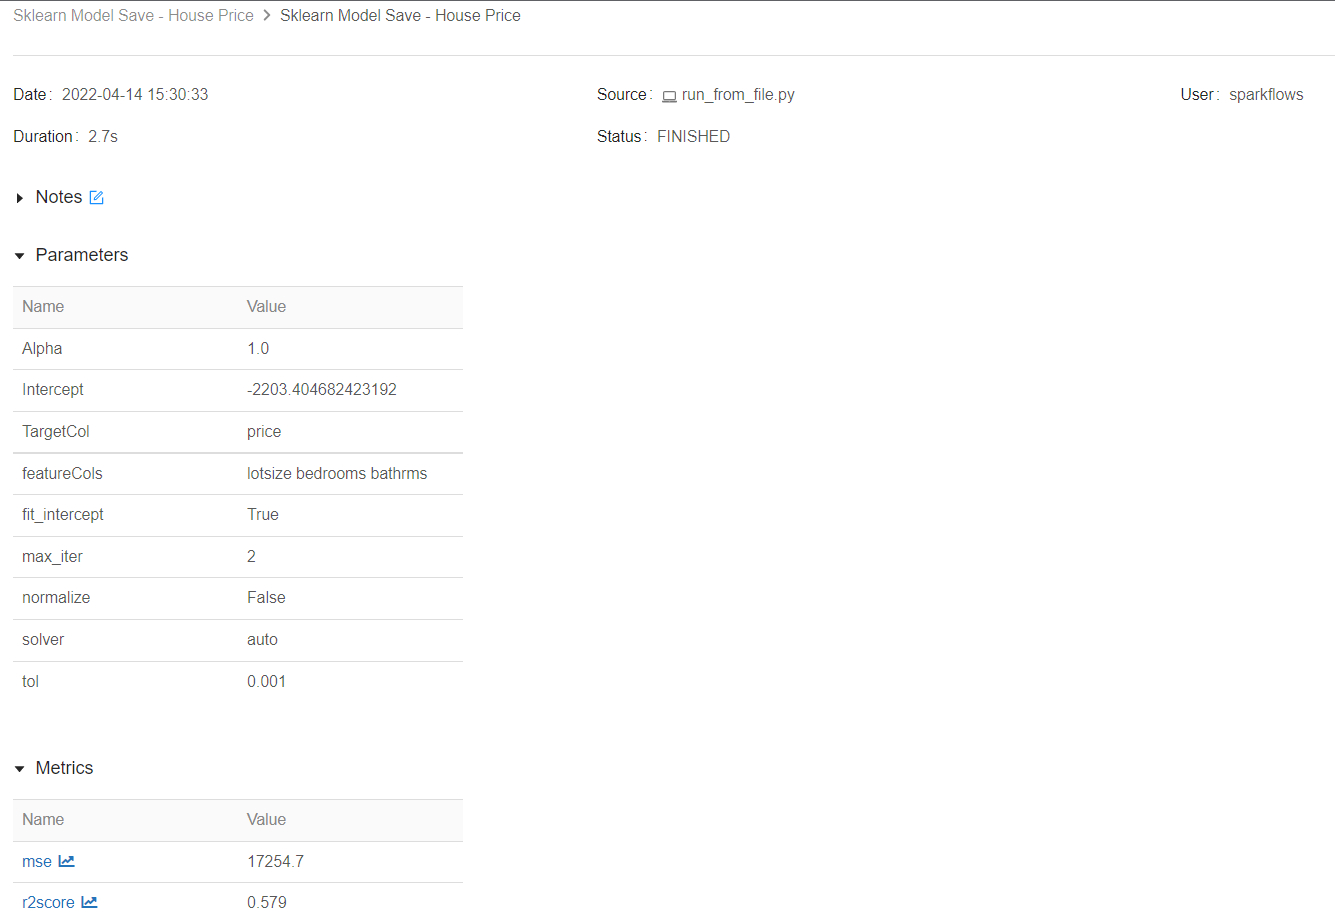 Sklearn Model Save - House Price > Sklearn Model Save - House Price
Date: 2022-04-14 15:30:33 Source: run_from_file.py User: sparkflows
Duration: 2.7s Status: FINISHED
Notes
Parameters
Name Value
Alpha 1.0
Intercept -2203.404682423192
TargetCol price
featureCols lotsize bedrooms bathrms
fit_intercept True
max_iter 2
normalize False
solver auto
tol 0.001
Metrics
Name Value
mse 17254.7
r2score 0.579